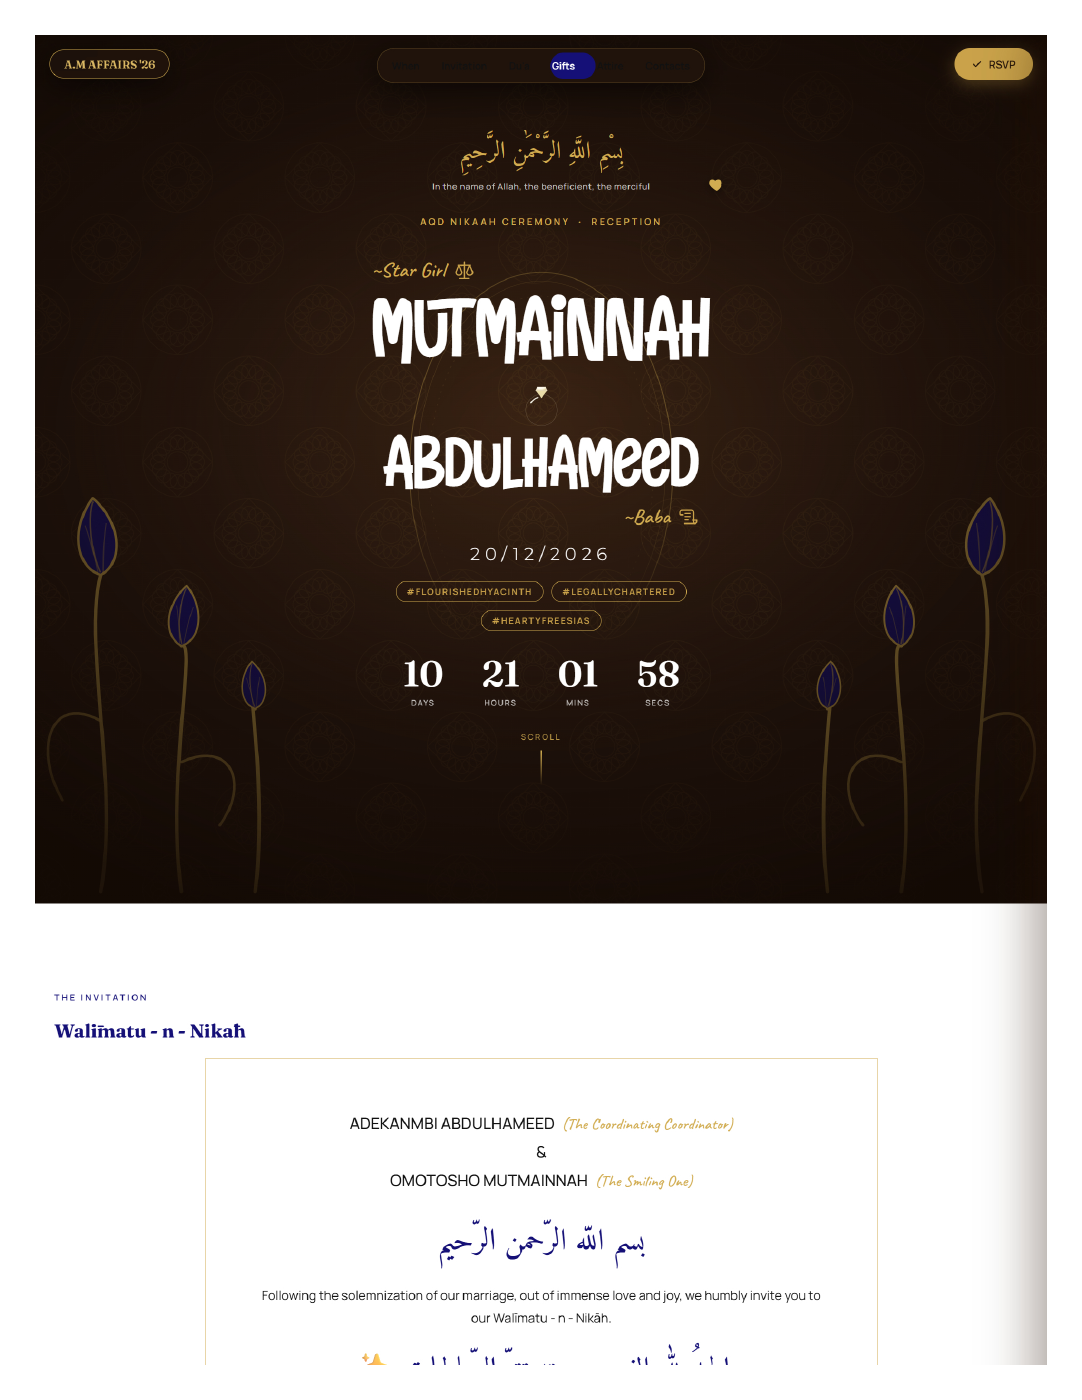 A.M AFFAIRS '26
Gifts
RSVP
بِسْمِ اللَّهِ الرَّحْمَٰنِ الرَّحِيمِ
In the name of Allah, the beneficient, the merciful
AQD NIKAAH CEREMONY · RECEPTION
~Star Girl
MUTMAiNNAH
ABDULHAMeeD
~Baba
20/12/2026
#FLOURISHEDHYACINTH #LEGALLYCHARTERED
#HEARTYFREESIAS
10 21 01 58
DAYS HOURS MINS SECS
SCROLL
THE INVITATION
Walīmatu - n - Nikāh
ADEKANMBI ABDULHAMEED (The Coordinating Coordinator)
&
OMOTOSHO MUTMAINNAH (The Smiling One)
بسم اللّه الرّحمن الرّحيم
Following the solemnization of our marriage, out of immense love and joy, we humbly invite you to
our Walīmatu - n - Nikāh.